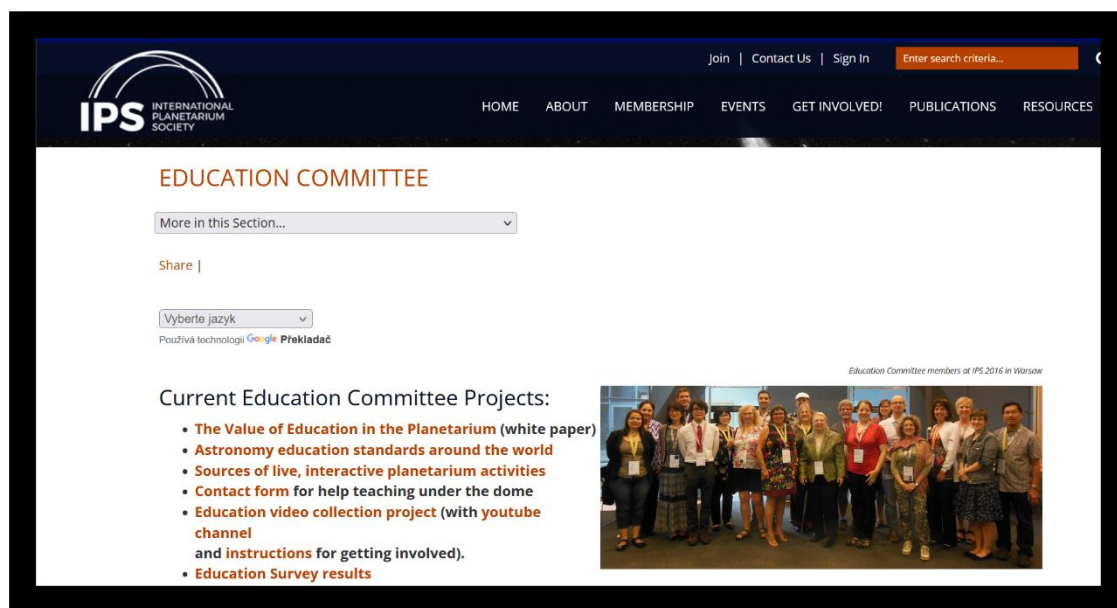 Join | Contact Us | Sign In
Enter search criteria...
IPS
INTERNATIONAL
PLANETARIUM
SOCIETY
HOME ABOUT MEMBERSHIP EVENTS GET INVOLVED! PUBLICATIONS RESOURCES
EDUCATION COMMITTEE
More in this Section...
Share |
Vyberte jazyk
Používá technologii Google Překladač
Education Committee members at IPS 2016 in Warsaw
Current Education Committee Projects:
• The Value of Education in the Planetarium (white paper)
• Astronomy education standards around the world
• Sources of live, interactive planetarium activities
• Contact form for help teaching under the dome
• Education video collection project (with youtube
channel
and instructions for getting involved).
• Education Survey results